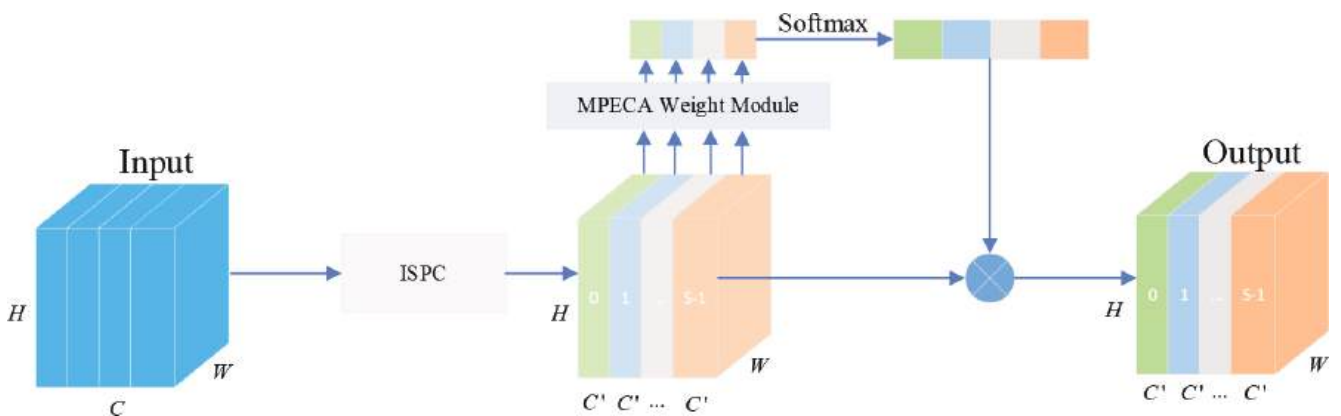 Softmax
MPECA Weight Module
Input
Output
ISPC
0 1 .. S-1
0 1 ... S-1
H
H
H
W
W
W
C
C' C' ... C'
C' C' ... C'